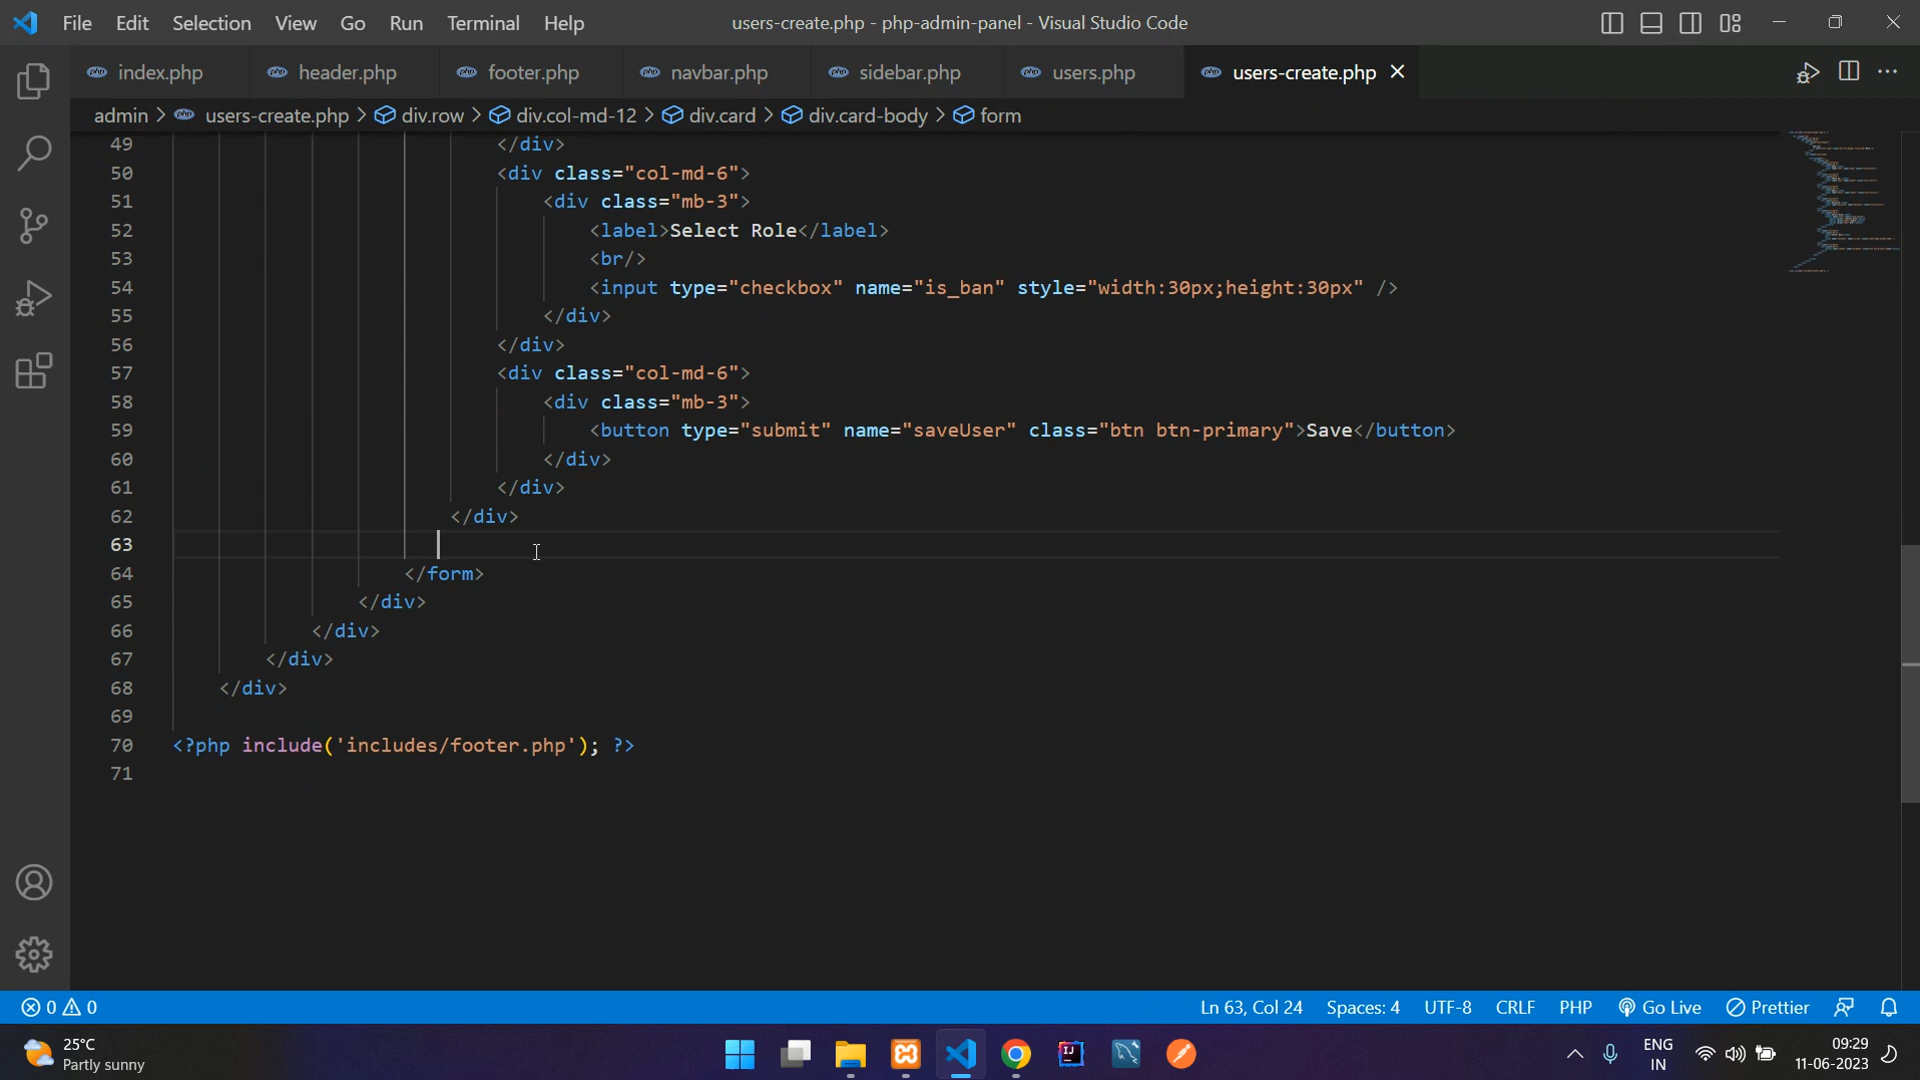 File Edit Selection View Go Run Terminal Help
users-create.php - php-admin-panel - Visual Studio Code
index.php header.php footer.php navbar.php sidebar.php users.php users-create.php
admin > users-create.php > div.row > div.col-md-12 > div.card > div.card-body > form
49 </div>
50 <div class="col-md-6">
51 <div class="mb-3">
52 <label>Select Role</label>
53 <br/>
54 <input type="checkbox" name="is_ban" style="width:30px;height:30px" />
55 </div>
56 </div>
57 <div class="col-md-6">
58 <div class="mb-3">
59 <button type="submit" name="saveUser" class="btn btn-primary">Save</button>
60 </div>
61 </div>
62 </div>
63
64 </form>
65 </div>
66 </div>
67 </div>
68 </div>
69
70 <?php include('includes/footer.php'); ?>
71
0 0 Ln 63, Col 24 Spaces: 4 UTF-8 CRLF PHP Go Live Prettier
25°C
Partly sunny
ENG
IN
09:29
11-06-2023